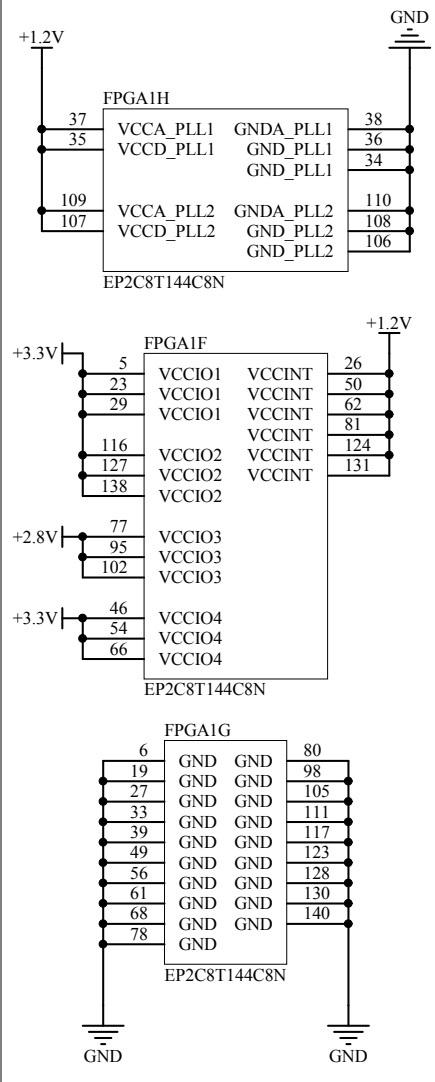 GND
+1.2V
FPGA1H
37 VCCA_PLL1 GNDA_PLL1 38
35 VCCD_PLL1 GND_PLL1 36
GND_PLL1 34
109 VCCA_PLL2 GNDA_PLL2 110
107 VCCD_PLL2 GND_PLL2 108
GND_PLL2 106
EP2C8T144C8N
+1.2V
FPGA1F
+3.3V
5 VCCIO1 VCCINT 26
23 VCCIO1 VCCINT 50
29 VCCIO1 VCCINT 62
VCCINT 81
116 VCCIO2 VCCINT 124
127 VCCIO2 VCCINT 131
138 VCCIO2
+2.8V 77 VCCIO3
95 VCCIO3
102 VCCIO3
+3.3V 46 VCCIO4
54 VCCIO4
66 VCCIO4
EP2C8T144C8N
FPGA1G
6 GND GND 80
19 GND GND 98
27 GND GND 105
33 GND GND 111
39 GND GND 117
49 GND GND 123
56 GND GND 128
61 GND GND 130
68 GND GND 140
78 GND
EP2C8T144C8N
GND GND